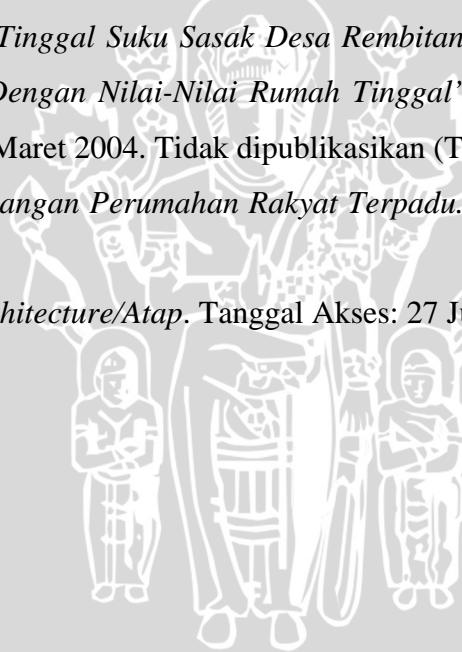 Tinggal Suku Sasak Desa Rembitan
Dengan Nilai-Nilai Rumah Tinggal”
Maret 2004. Tidak dipublikasikan (T
angan Perumahan Rakyat Terpadu.
hitecture/Atap. Tanggal Akses: 27 Ju